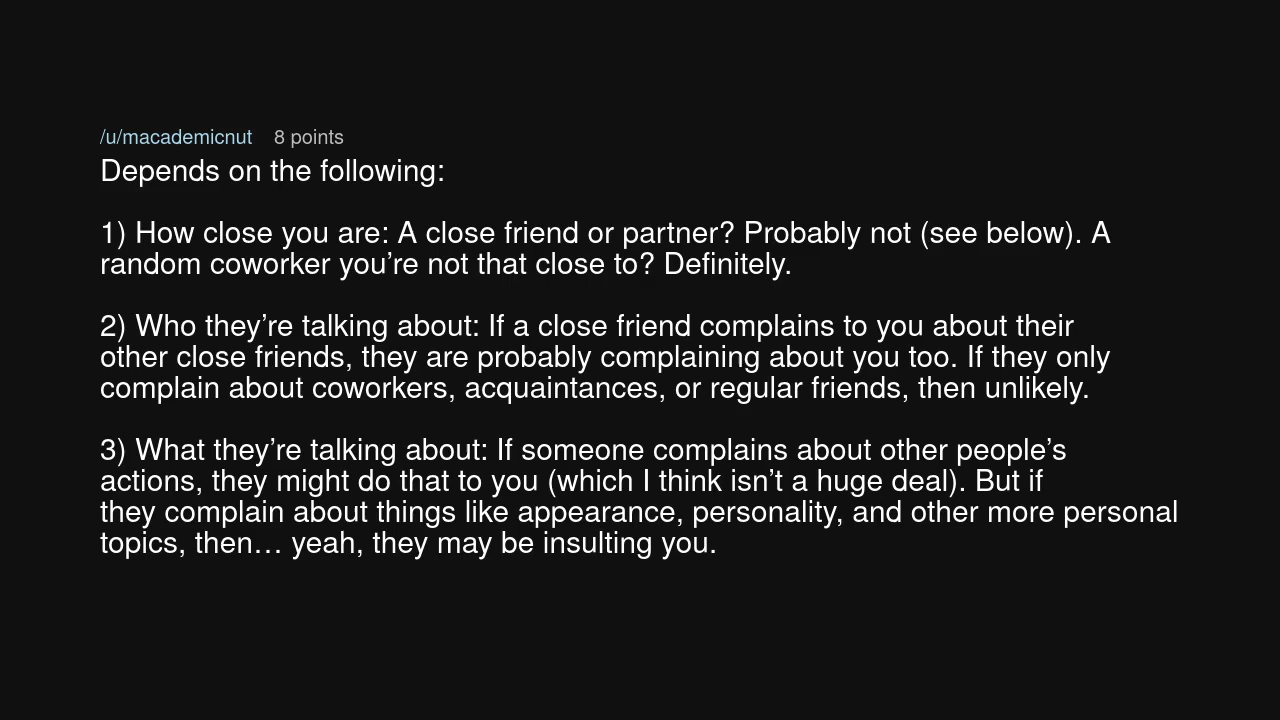 /u/macademicnut 8 points
Depends on the following:
1) How close you are: A close friend or partner? Probably not (see below). A
random coworker you’re not that close to? Definitely.
2) Who they’re talking about: If a close friend complains to you about their
other close friends, they are probably complaining about you too. If they only
complain about coworkers, acquaintances, or regular friends, then unlikely.
3) What they’re talking about: If someone complains about other people’s
actions, they might do that to you (which I think isn’t a huge deal). But if
they complain about things like appearance, personality, and other more personal
topics, then… yeah, they may be insulting you.